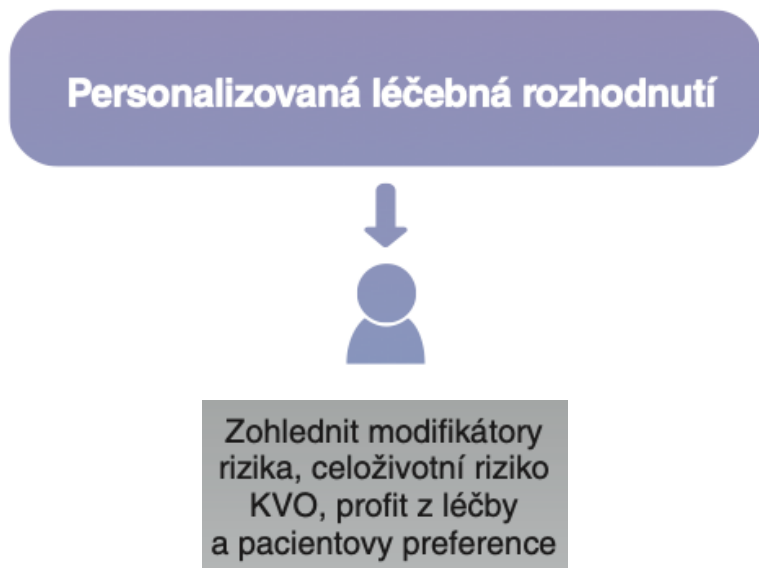 Personalizovaná léčebná rozhodnutí
Zohlednit modifikátory
rizika, celoživotní riziko
KVO, profit z léčby
a pacientovy preference